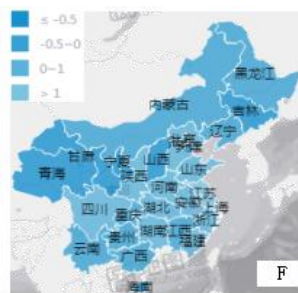 ≤ -0.5
-0.5~0
0~1
> 1
黑龙江
内蒙古
吉林
辽宁
甘肃
宁夏
山西
青海
陕西
山东
河南
江苏
四川
安徽
上海
重庆
湖北
浙江
贵州
湖南
江西
云南
福建
广西
海南
F